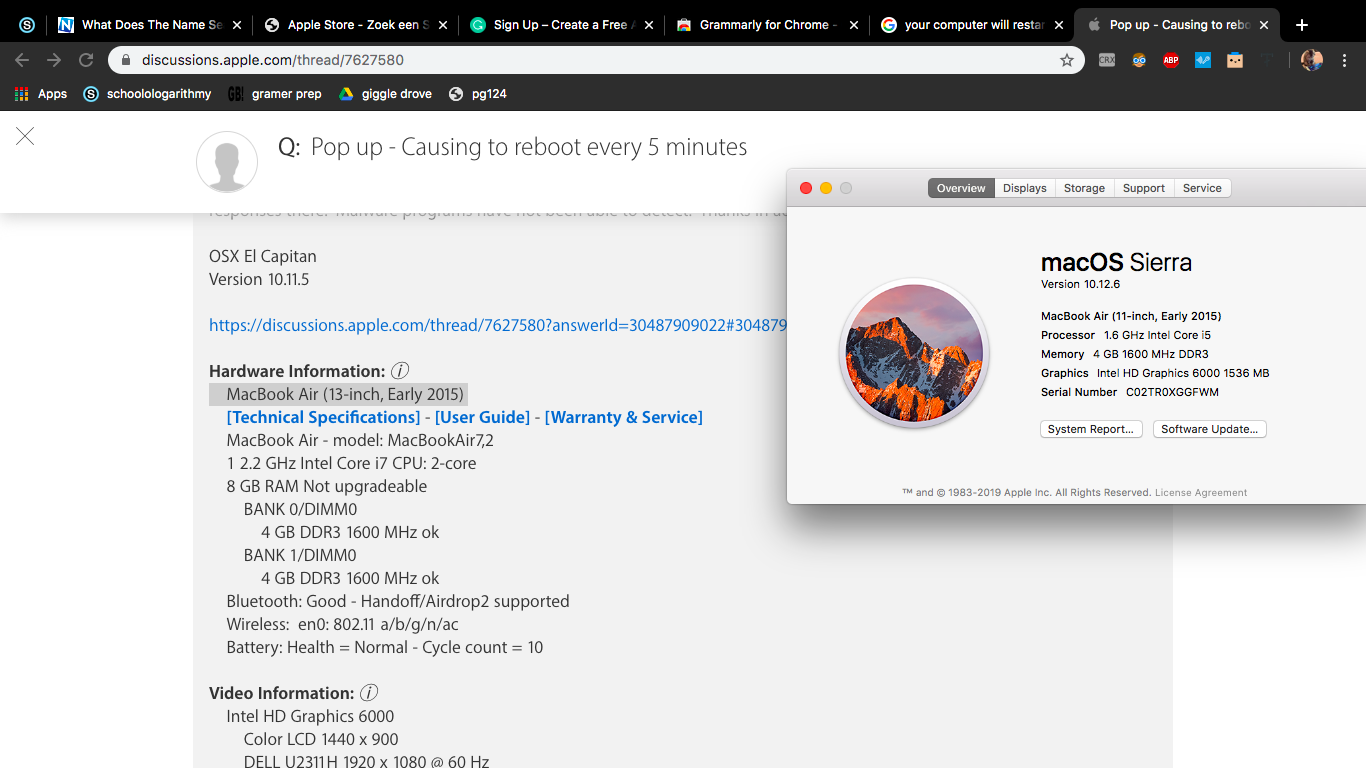 What Does The Name Se
Apple Store - Zoek een S
Sign Up – Create a Free A
Grammarly for Chrome -
your computer will restar
Pop up - Causing to rebo
discussions.apple.com/thread/7627580
CRX
ABP
Apps
schoolologarithmy
GB!
gramer prep
giggle drove
pg124
Q: Pop up - Causing to reboot every 5 minutes
responses there. Malware programs have not been able to detect. Thanks in
OSX El Capitan
Version 10.11.5
https://discussions.apple.com/thread/7627580?answerId=30487909022#304879
Hardware Information: ⓘ
MacBook Air (13-inch, Early 2015)
[Technical Specifications] - [User Guide] - [Warranty & Service]
MacBook Air - model: MacBookAir7,2
1 2.2 GHz Intel Core i7 CPU: 2-core
8 GB RAM Not upgradeable
BANK 0/DIMM0
4 GB DDR3 1600 MHz ok
BANK 1/DIMM0
4 GB DDR3 1600 MHz ok
Bluetooth: Good - Handoff/Airdrop2 supported
Wireless:  en0: 802.11 a/b/g/n/ac
Battery: Health = Normal - Cycle count = 10
Video Information: ⓘ
Intel HD Graphics 6000
Color LCD 1440 x 900
DELL U2311H 1920 x 1080 @ 60 Hz
Overview
Displays
Storage
Support
Service
macOS Sierra
Version 10.12.6
MacBook Air (11-inch, Early 2015)
Processor 1.6 GHz Intel Core i5
Memory 4 GB 1600 MHz DDR3
Graphics Intel HD Graphics 6000 1536 MB
Serial Number C02TR0XGGFWM
System Report...
Software Update...
™ and © 1983-2019 Apple Inc. All Rights Reserved. License Agreement